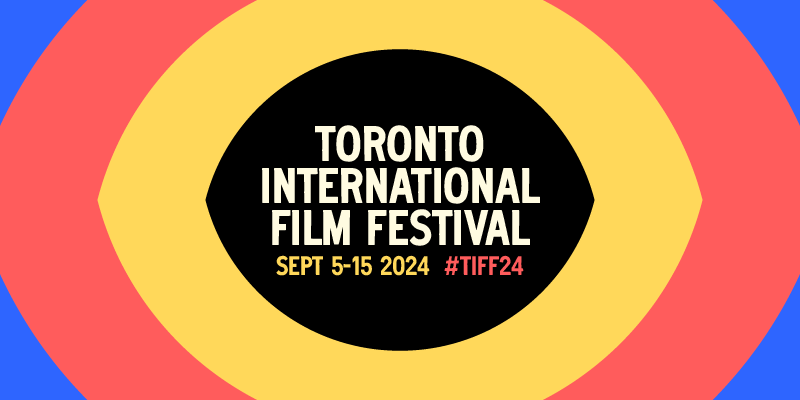 TORONTO
INTERNATIONAL
FILM FESTIVAL
SEPT 5-15 2024 #TIFF24